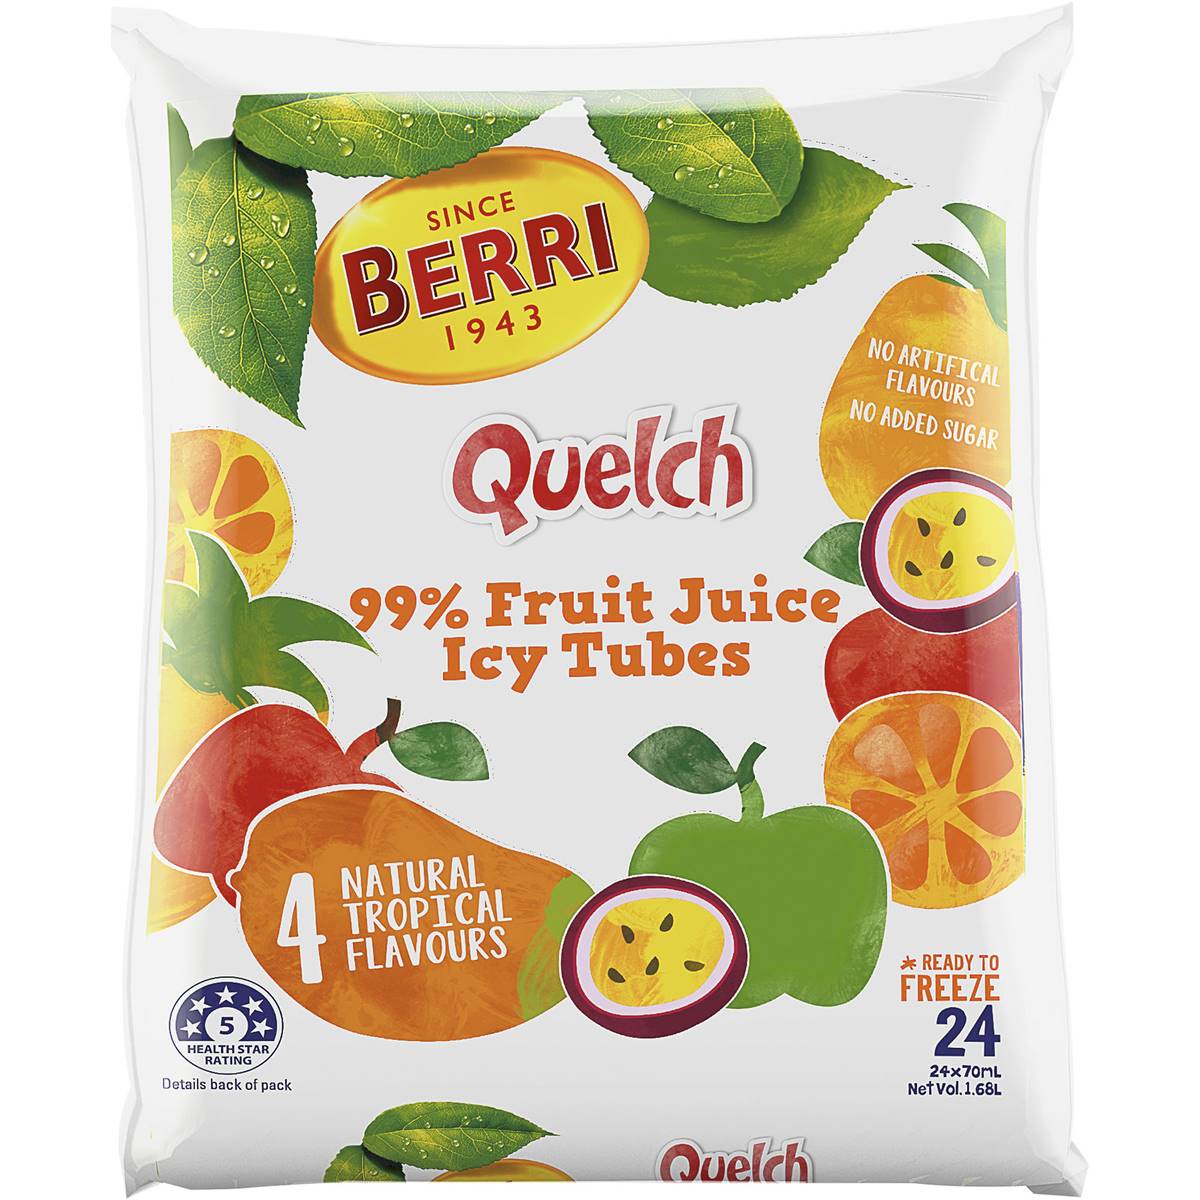 SINCE
BERRI
1943
NO ARTIFICAL
FLAVOURS
NO ADDED SUGAR
Quelch
99% Fruit Juice
Icy Tubes
4 NATURAL
TROPICAL
FLAVOURS
5
HEALTH STAR
RATING
Details back of pack
* READY TO
FREEZE
24
24x70mL
Net Vol. 1.68L
Quelch